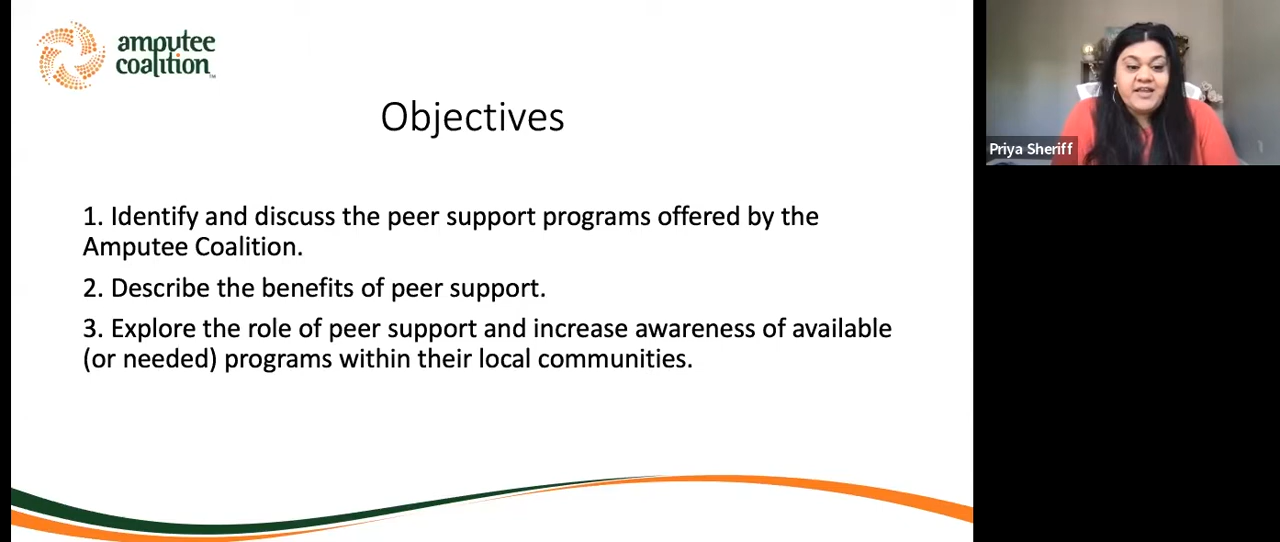 amputee
coalition
Objectives
1. Identify and discuss the peer support programs offered by the
Amputee Coalition.
2. Describe the benefits of peer support.
3. Explore the role of peer support and increase awareness of available
(or needed) programs within their local communities.
Priya Sheriff